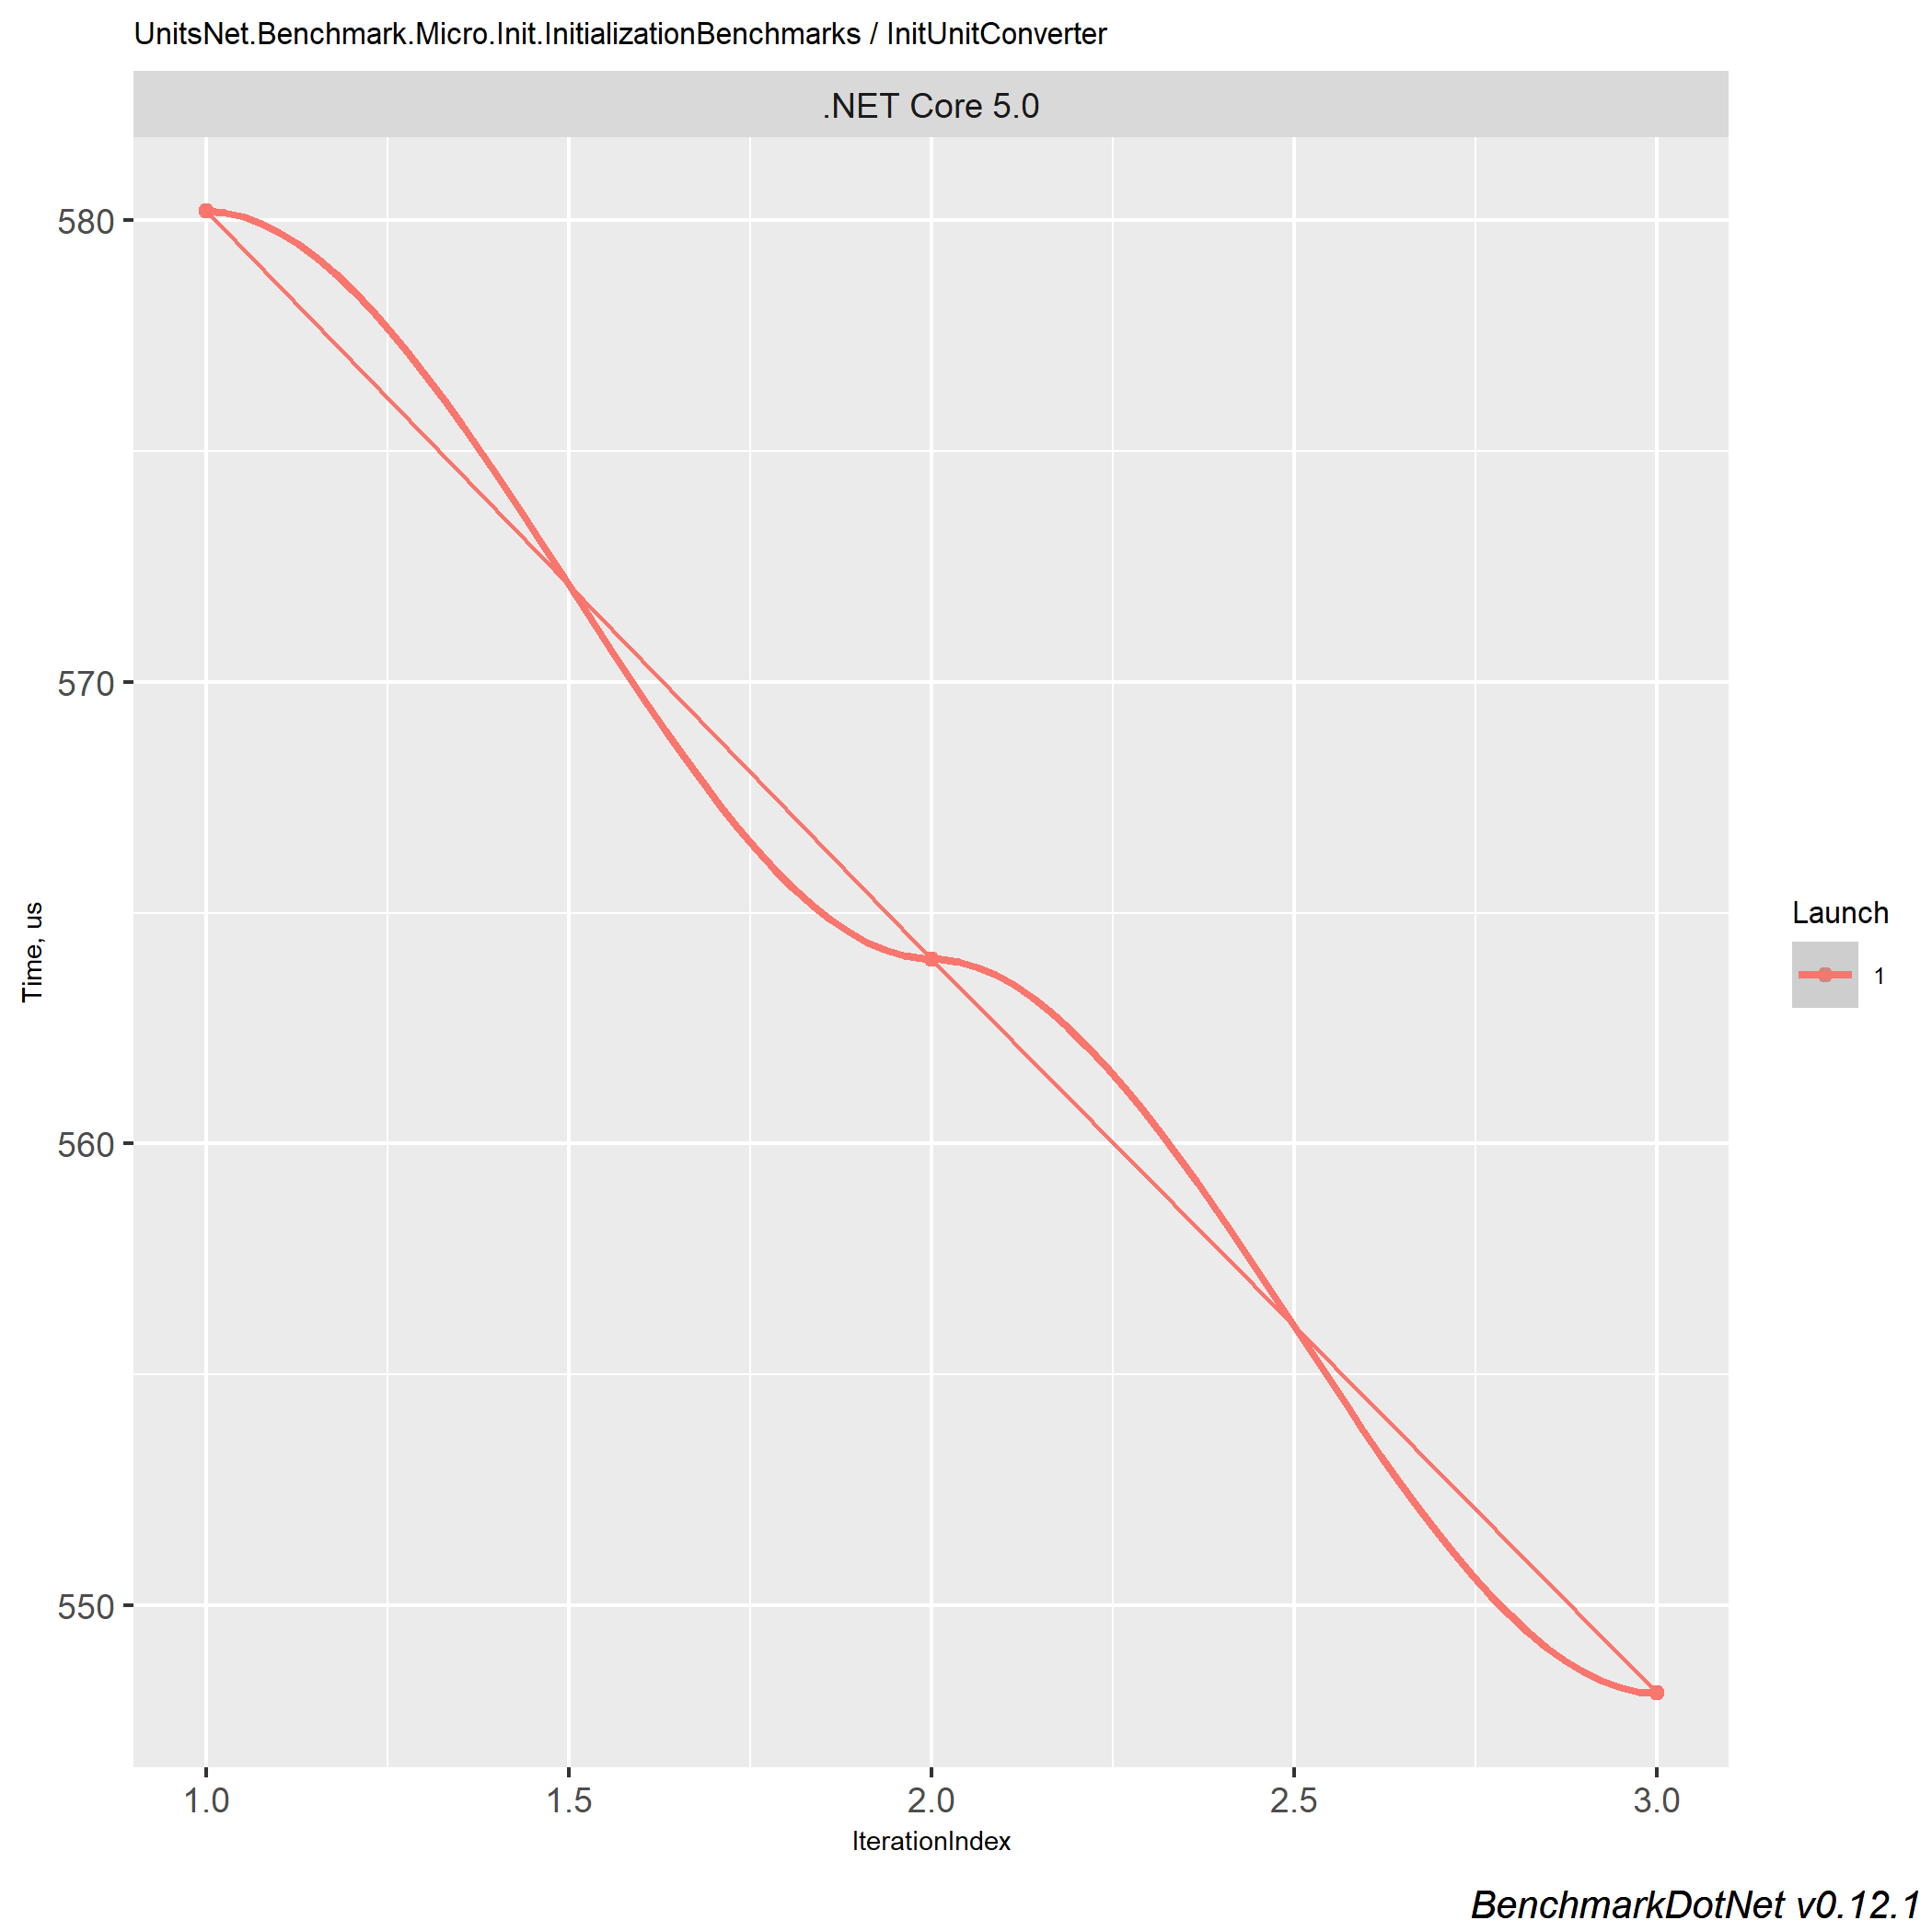 UnitsNet.Benchmark.Micro.Init.InitializationBenchmarks / InitUnitConverter
.NET Core 5.0
580
570
560
550
Time, us
1.0 1.5 2.0 2.5 3.0
IterationIndex
Launch
1
BenchmarkDotNet v0.12.1